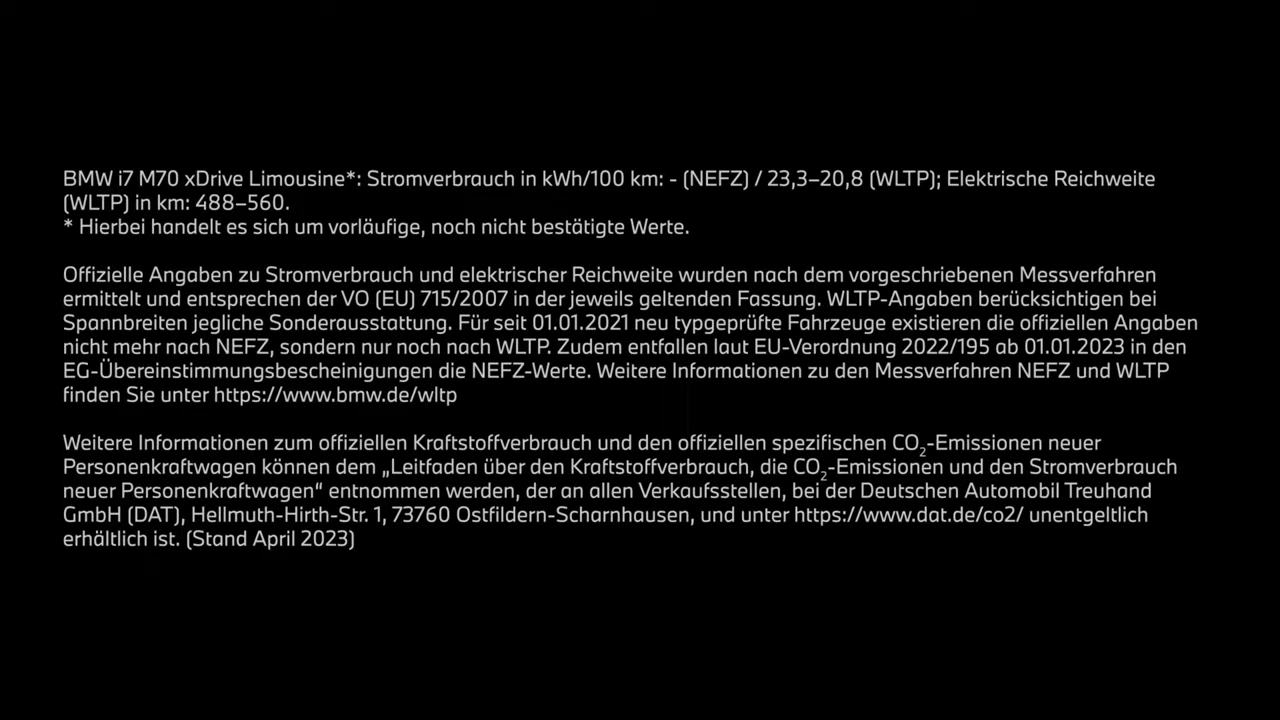 BMW i7 M70 xDrive Limousine*: Stromverbrauch in kWh/100 km: - (NEFZ) / 23,3–20,8 (WLTP); Elektrische Reichweite
(WLTP) in km: 488–560.
* Hierbei handelt es sich um vorläufige, noch nicht bestätigte Werte.
Offizielle Angaben zu Stromverbrauch und elektrischer Reichweite wurden nach dem vorgeschriebenen Messverfahren
ermittelt und entsprechen der VO (EU) 715/2007 in der jeweils geltenden Fassung. WLTP-Angaben berücksichtigen bei
Spannbreiten jegliche Sonderausstattung. Für seit 01.01.2021 neu typgeprüfte Fahrzeuge existieren die offiziellen Angaben
nicht mehr nach NEFZ, sondern nur noch nach WLTP. Zudem entfallen laut EU-Verordnung 2022/195 ab 01.01.2023 in den
EG-Übereinstimmungsbescheinigungen die NEFZ-Werte. Weitere Informationen zu den Messverfahren NEFZ und WLTP
finden Sie unter https://www.bmw.de/wltp
Weitere Informationen zum offiziellen Kraftstoffverbrauch und den offiziellen spezifischen CO₂-Emissionen neuer
Personenkraftwagen können dem „Leitfaden über den Kraftstoffverbrauch, die CO₂-Emissionen und den Stromverbrauch
neuer Personenkraftwagen“ entnommen werden, der an allen Verkaufsstellen, bei der Deutschen Automobil Treuhand
GmbH (DAT), Hellmuth-Hirth-Str. 1, 73760 Ostfildern-Scharnhausen, und unter https://www.dat.de/co2/ unentgeltlich
erhältlich ist. (Stand April 2023)